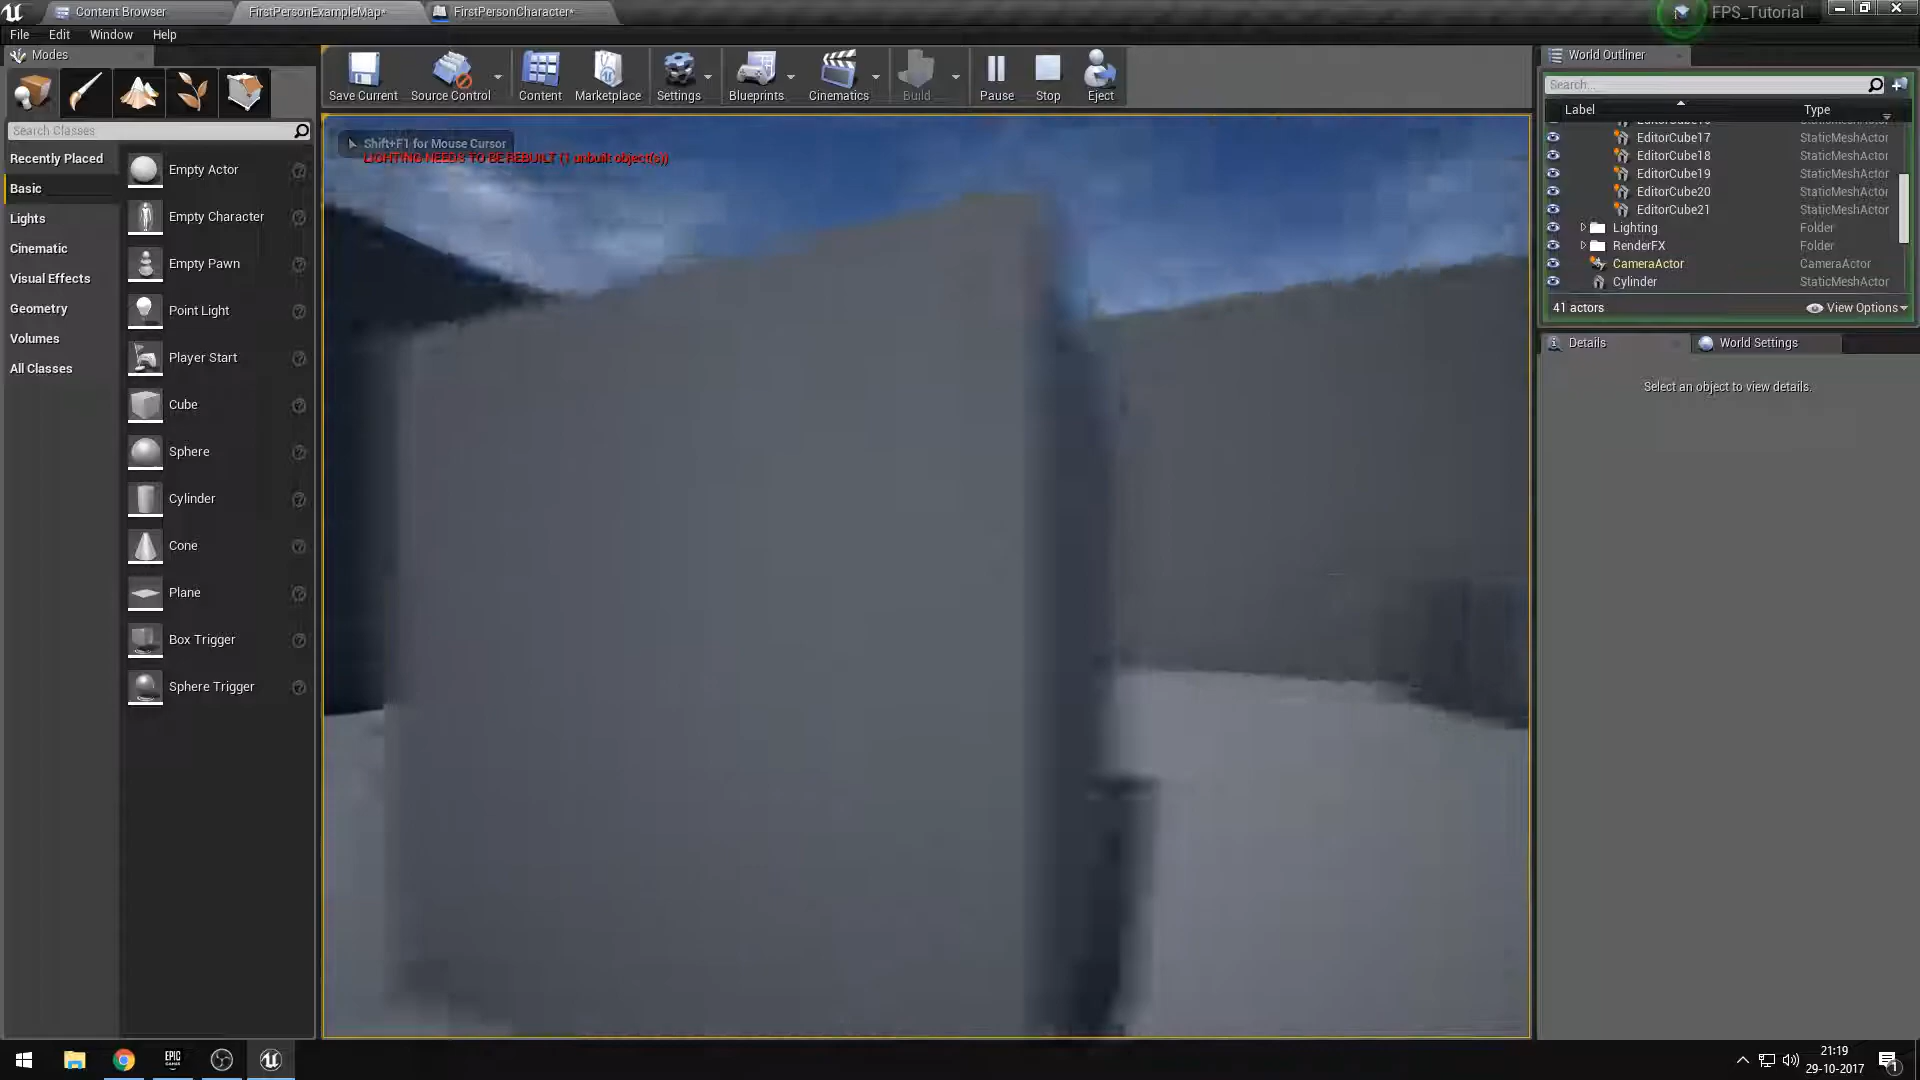 Content Browser
FirstPersonExampleMap*
FirstPersonCharacter*
FPS_Tutorial
File
Edit
Window
Help
Modes
Search Classes
Recently Placed
Basic
Lights
Cinematic
Visual Effects
Geometry
Volumes
All Classes
Empty Actor
Empty Character
Empty Pawn
Point Light
Player Start
Cube
Sphere
Cylinder
Cone
Plane
Box Trigger
Sphere Trigger
Save Current
Source Control
Content
Marketplace
Settings
Blueprints
Cinematics
Build
Pause
Stop
Eject
Shift+F1 for Mouse Cursor
LIGHTING NEEDS TO BE REBUILT (1 unbuilt object(s))
World Outliner
Search...
Label
Type
EditorCube17 StaticMeshActor
EditorCube18 StaticMeshActor
EditorCube19 StaticMeshActor
EditorCube20 StaticMeshActor
EditorCube21 StaticMeshActor
Lighting Folder
RenderFX Folder
CameraActor CameraActor
Cylinder StaticMeshActor
41 actors
View Options
Details
World Settings
Select an object to view details.
EPIC
GAMES
21:19
29-10-2017
1